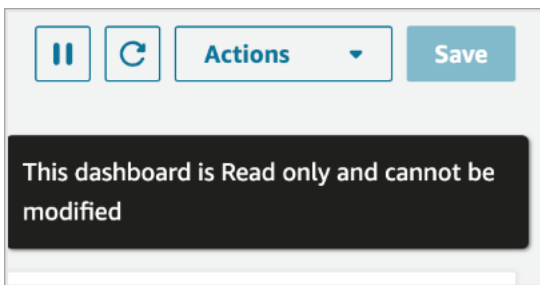 Actions
Save
This dashboard is Read only and cannot be
modified